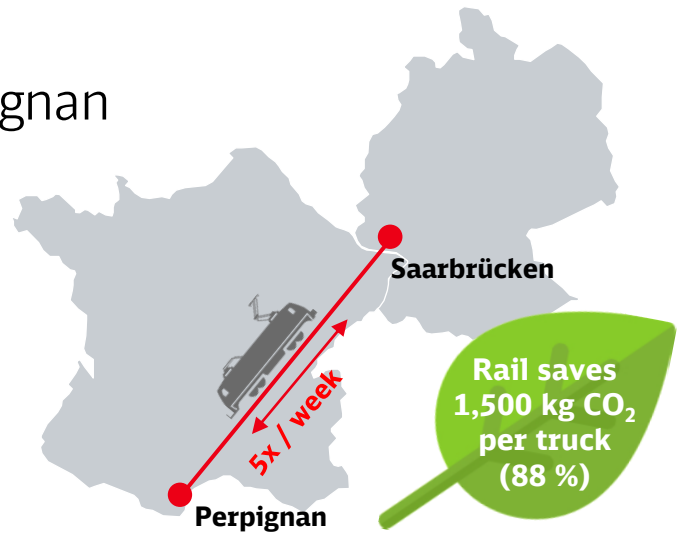 gnan
Saarbrücken
5x / week
Rail saves
1,500 kg CO₂
per truck
(88 %)
Perpignan